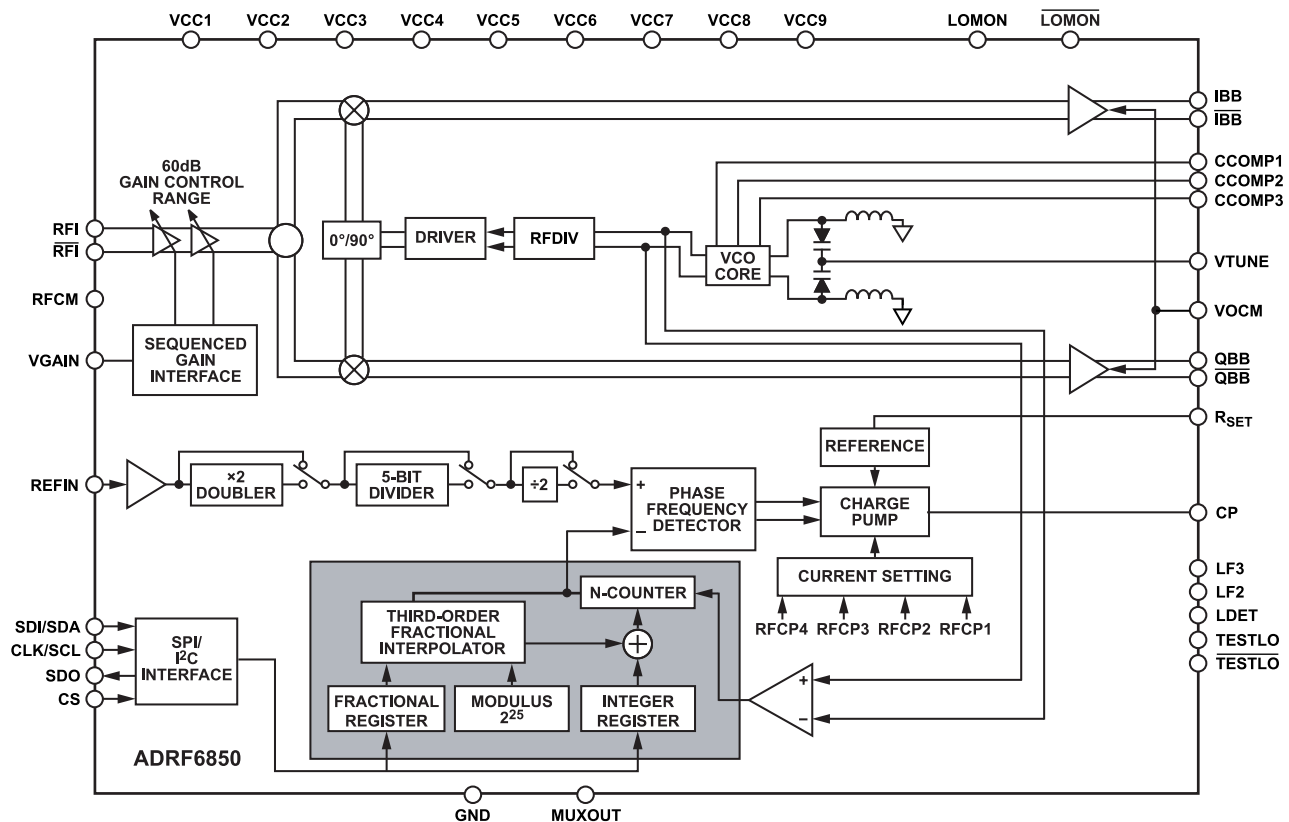 VCC1 VCC2 VCC3 VCC4 VCC5 VCC6 VCC7 VCC8 VCC9 LOMON LOMON
IBB
IBB
60dB
GAIN CONTROL
RANGE
CCOMP1
CCOMP2
CCOMP3
RFI
RFI
0°/90°
DRIVER
RFDIV
VCO
CORE
VTUNE
RFCM
VOCM
VGAIN
SEQUENCED
GAIN
INTERFACE
QBB
QBB
RSET
REFERENCE
REFIN
×2
DOUBLER
5-BIT
DIVIDER
÷2
+
–
PHASE
FREQUENCY
DETECTOR
CHARGE
PUMP
CP
CURRENT SETTING
RFCP4 RFCP3 RFCP2 RFCP1
LF3
LF2
LDET
TESTLO
TESTLO
N-COUNTER
THIRD-ORDER
FRACTIONAL
INTERPOLATOR
+
SDI/SDA
CLK/SCL
SDO
CS
SPI/
I2C
INTERFACE
FRACTIONAL
REGISTER
MODULUS
2^25
INTEGER
REGISTER
+
–
ADRF6850
GND
MUXOUT